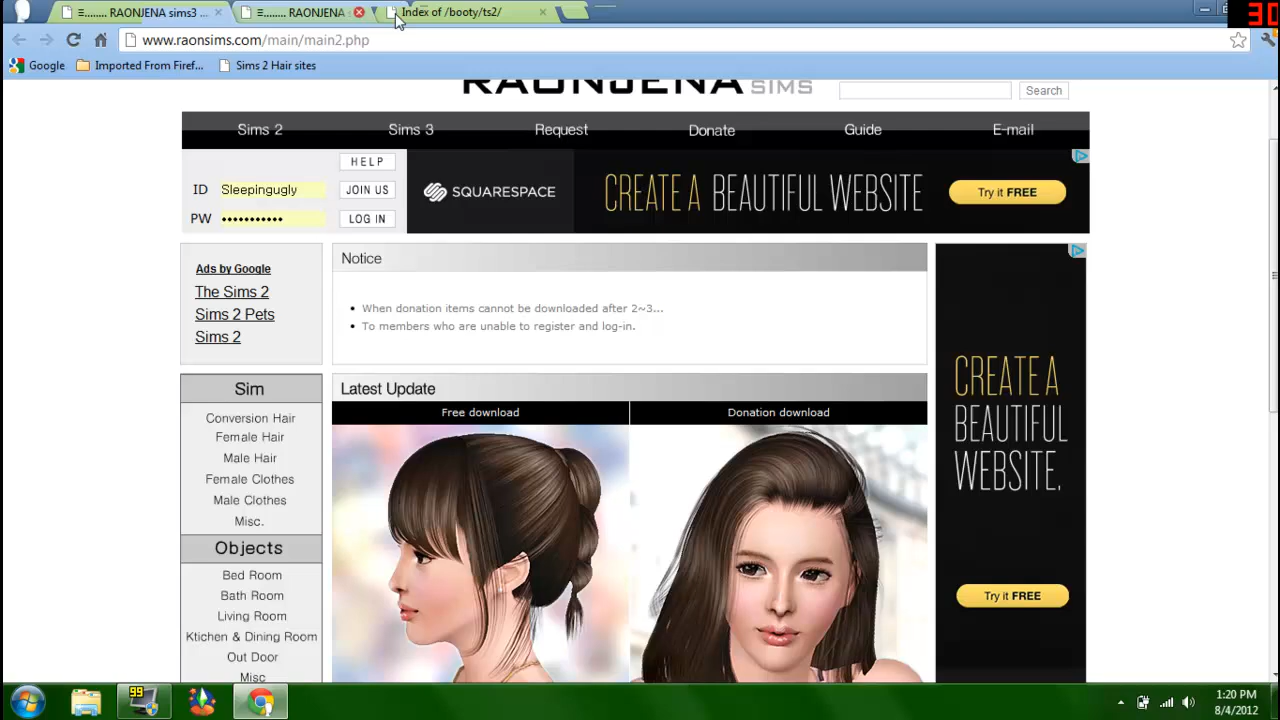 RAONJENA sims3 ...
RAONJENA
Index of /booty/ts2/
30
www.raonsims.com/main/main2.php
Google
Imported From Firef...
Sims 2 Hair sites
RAONJENA SIMS
Search
Sims 2
Sims 3
Request
Donate
Guide
E-mail
HELP
ID
Sleepingugly
JOIN US
PW
•••••••••••
LOG IN
SQUARESPACE
CREATE A BEAUTIFUL WEBSITE
Try it FREE
Ads by Google
The Sims 2
Sims 2 Pets
Sims 2
Notice
• When donation items cannot be downloaded after 2~3...
• To members who are unable to register and log-in.
Sim
Conversion Hair
Female Hair
Male Hair
Female Clothes
Male Clothes
Misc.
Objects
Bed Room
Bath Room
Living Room
Ktichen & Dining Room
Out Door
Misc
Latest Update
Free download
Donation download
CREATE A
BEAUTIFUL
WEBSITE.
Try it FREE
99
1:20 PM
8/4/2012